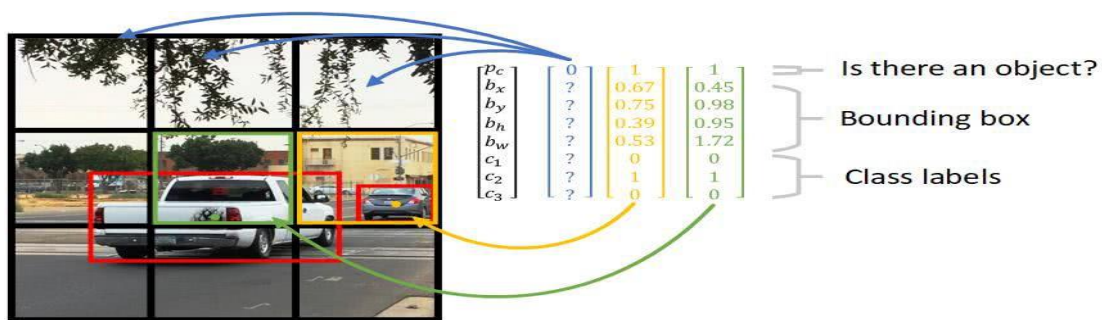 p_c 0 1 1 Is there an object?
b_x ? 0.67 0.45
b_y ? 0.75 0.98
b_h ? 0.39 0.95 Bounding box
b_w ? 0.53 1.72
c_1 ? 0 0
c_2 ? 1 1 Class labels
c_3 ? 0 0